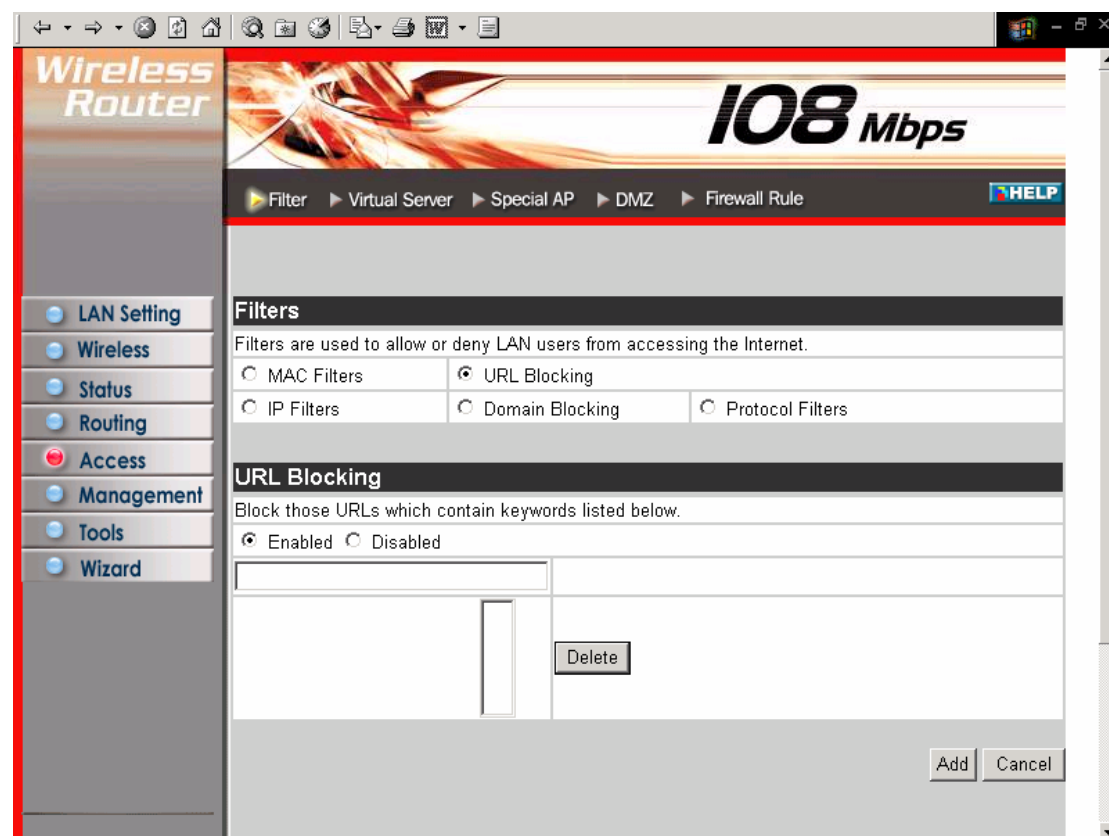 Wireless
Router
108 Mbps
Filter Virtual Server Special AP DMZ Firewall Rule HELP
LAN Setting
Wireless
Status
Routing
Access
Management
Tools
Wizard
Filters
Filters are used to allow or deny LAN users from accessing the Internet.
MAC Filters URL Blocking
IP Filters Domain Blocking Protocol Filters
URL Blocking
Block those URLs which contain keywords listed below.
Enabled Disabled
Delete
Add Cancel